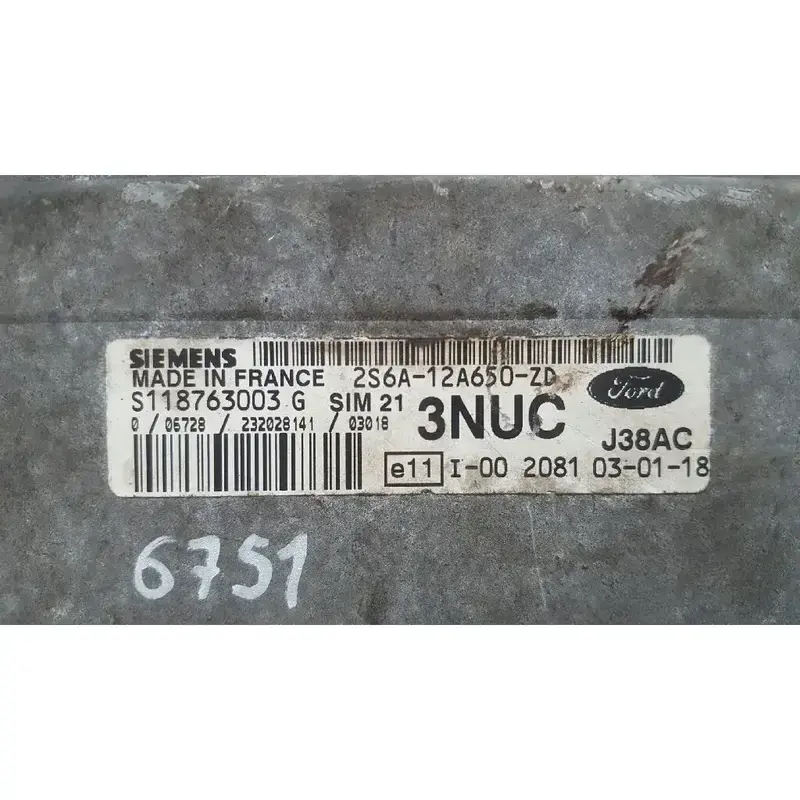 SIEMENS
MADE IN FRANCE 2S6A-12A650-ZD
Ford
S118763003 G SIM 21 3NUC
0 / 06728 / 232028141 / 03018
J38AC
e11 I-00 2081 03-01-18
6751